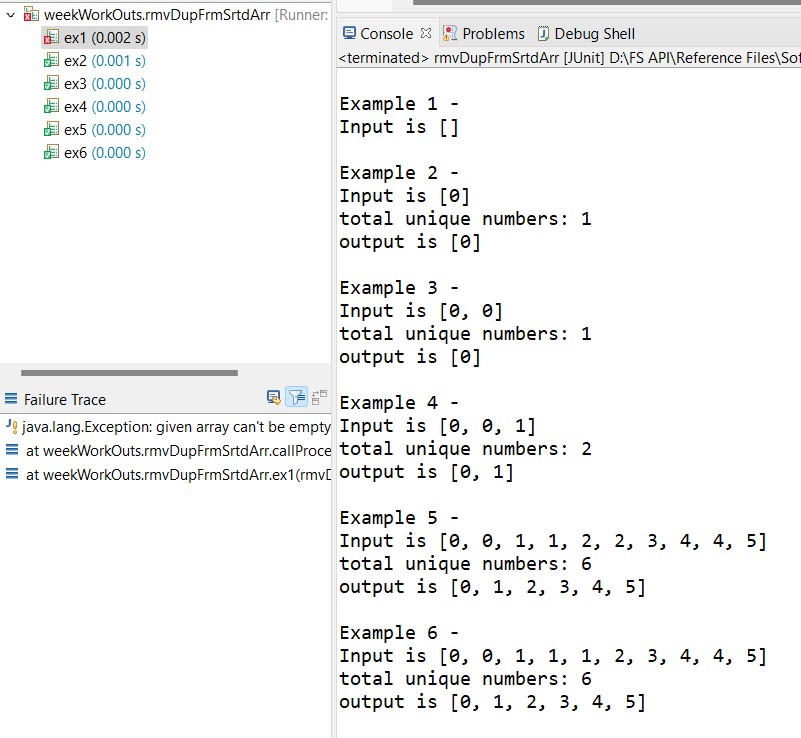 weekWorkOuts.rmvDupFrmSrtdArr [Runner:
ex1 (0.002 s)
ex2 (0.001 s)
ex3 (0.000 s)
ex4 (0.000 s)
ex5 (0.000 s)
ex6 (0.000 s)
Failure Trace
java.lang.Exception: given array can't be empty
at weekWorkOuts.rmvDupFrmSrtdArr.callProce
at weekWorkOuts.rmvDupFrmSrtdArr.ex1(rmvD
Console Problems Debug Shell
<terminated> rmvDupFrmSrtdArr [JUnit] D:\FS API\Reference Files\Sof
Example 1 -
Input is []
Example 2 -
Input is [0]
total unique numbers: 1
output is [0]
Example 3 -
Input is [0, 0]
total unique numbers: 1
output is [0]
Example 4 -
Input is [0, 0, 1]
total unique numbers: 2
output is [0, 1]
Example 5 -
Input is [0, 0, 1, 1, 2, 2, 3, 4, 4, 5]
total unique numbers: 6
output is [0, 1, 2, 3, 4, 5]
Example 6 -
Input is [0, 0, 1, 1, 1, 2, 3, 4, 4, 5]
total unique numbers: 6
output is [0, 1, 2, 3, 4, 5]